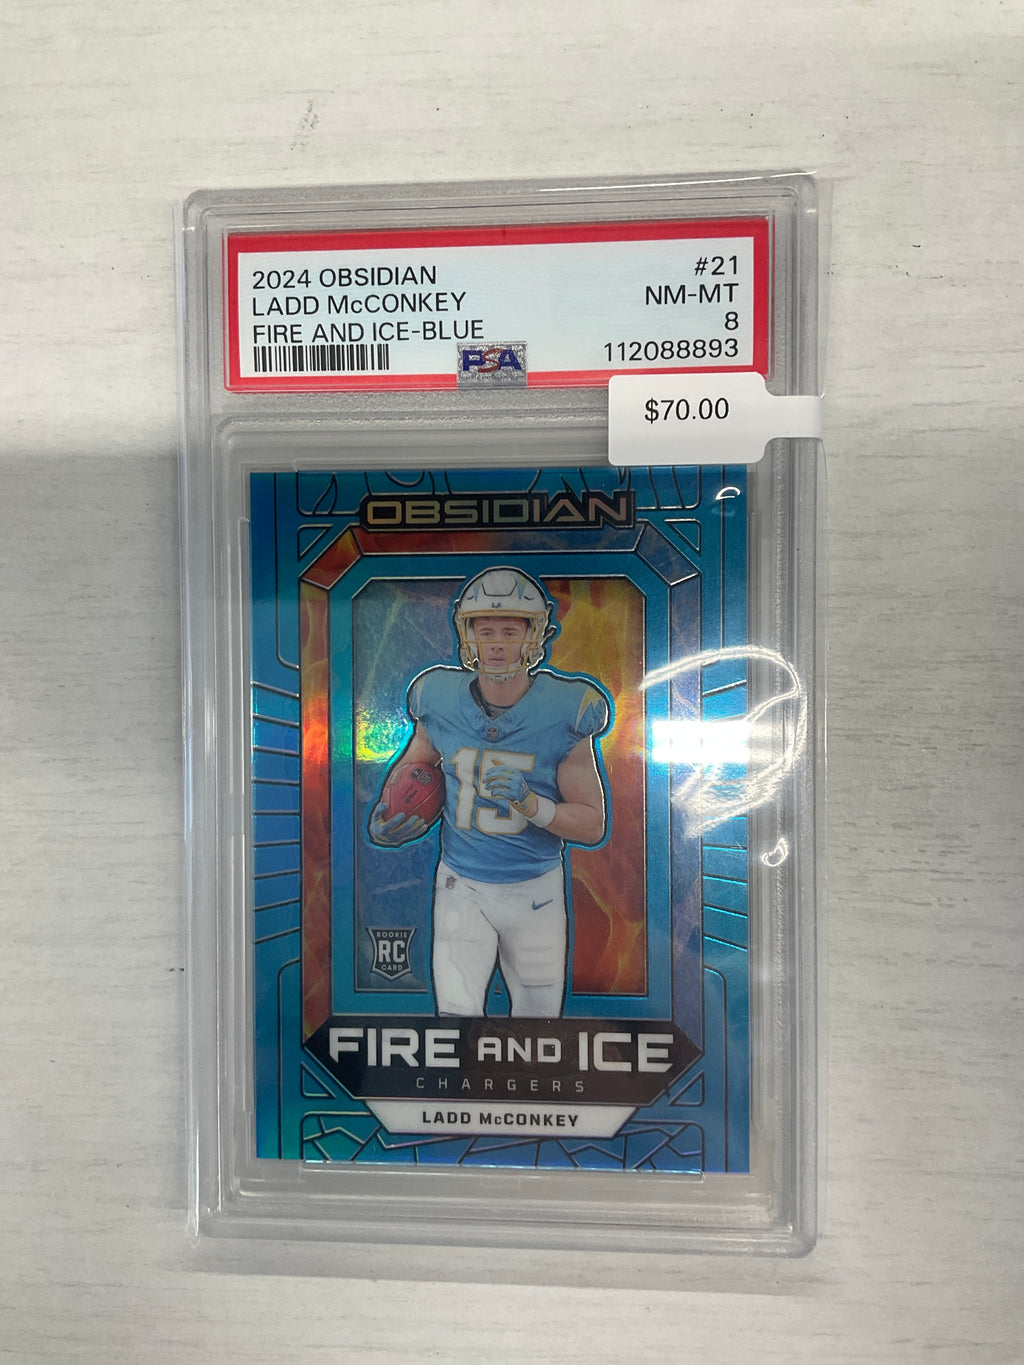 2024 OBSIDIAN #21
LADD McCONKEY NM-MT
FIRE AND ICE-BLUE 8
112088893
PSA
$70.00
OBSIDIAN
15
ROOKIE
RC
CARD
FIRE AND ICE
CHARGERS
LADD McCONKEY